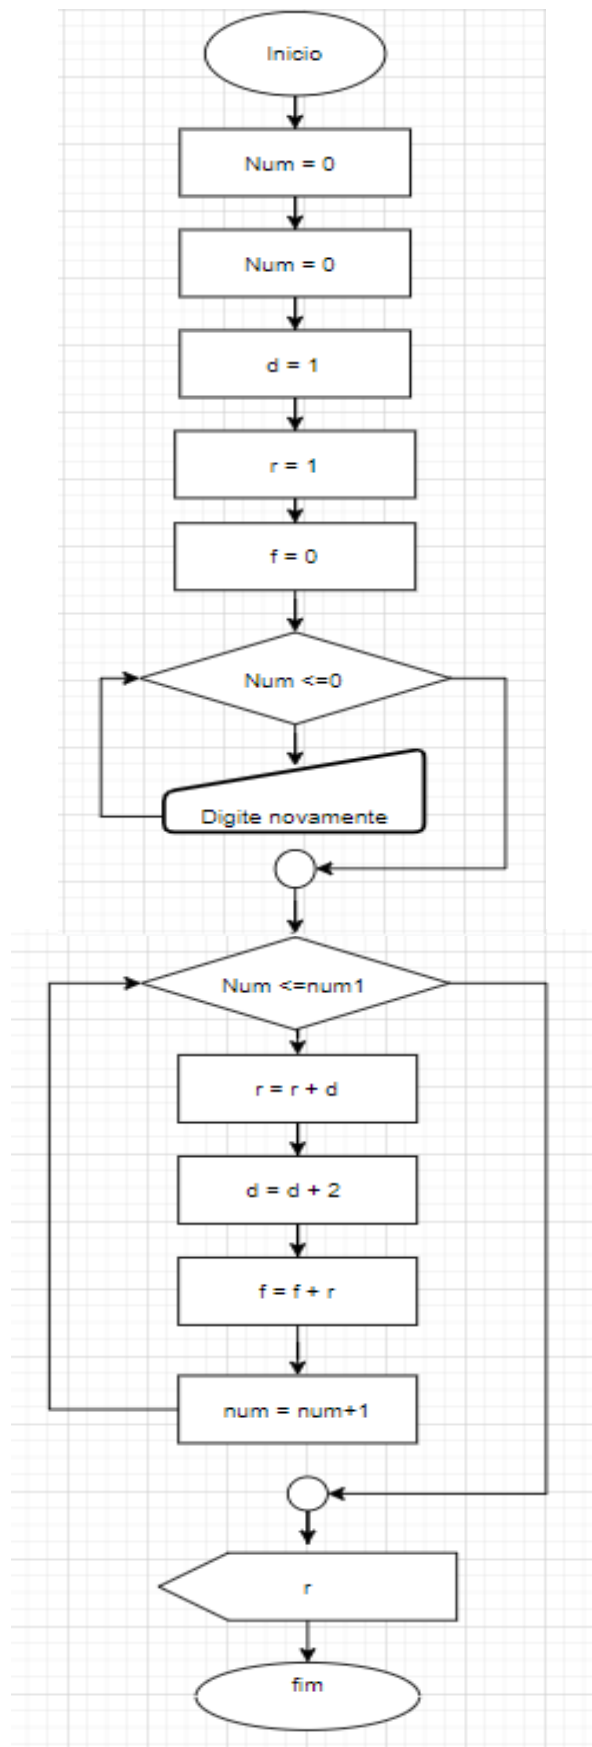 Inicio
Num = 0
Num = 0
d = 1
r = 1
f = 0
Num <=0
Digite novamente
Num <=num1
r = r + d
d = d + 2
f = f + r
num = num+1
r
fim